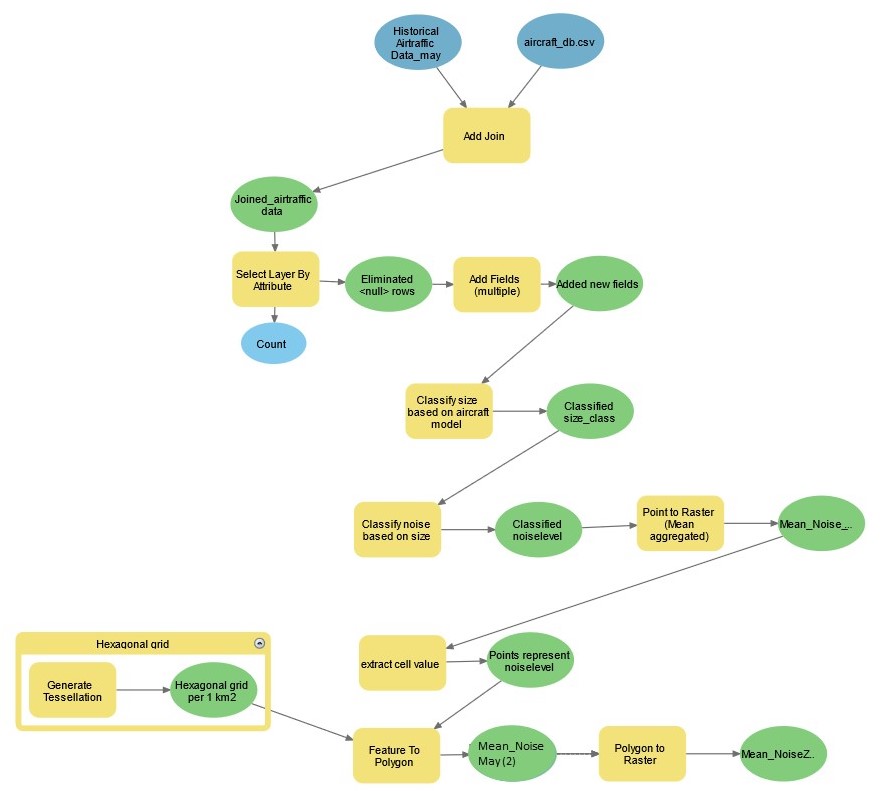 Historical
Airtraffic
Data_may
aircraft_db.csv
Add Join
Joined_airtraffic
data
Select Layer By
Attribute
Eliminated
<null> rows
Add Fields
(multiple)
Added new fields
Count
Classify size
based on aircraft
model
Classified
size_class
Classify noise
based on size
Classified
noiselevel
Point to Raster
(Mean
aggregated)
Mean_Noise_..
extract cell value
Points represent
noiselevel
Hexagonal grid
Generate
Tessellation
Hexagonal grid
per 1 km2
Feature To
Polygon
Mean_Noise
May (2)
Polygon to
Raster
Mean_NoiseZ..